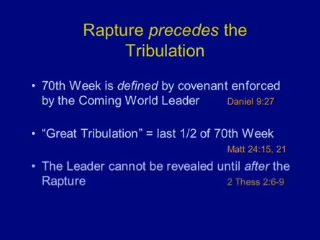 Rapture precedes the
Tribulation
• 70th Week is defined by covenant enforced
by the Coming World Leader Daniel 9:27
• “Great Tribulation” = last 1/2 of 70th Week
Matt 24:15, 21
• The Leader cannot be revealed until after the
Rapture 2 Thess 2:6-9